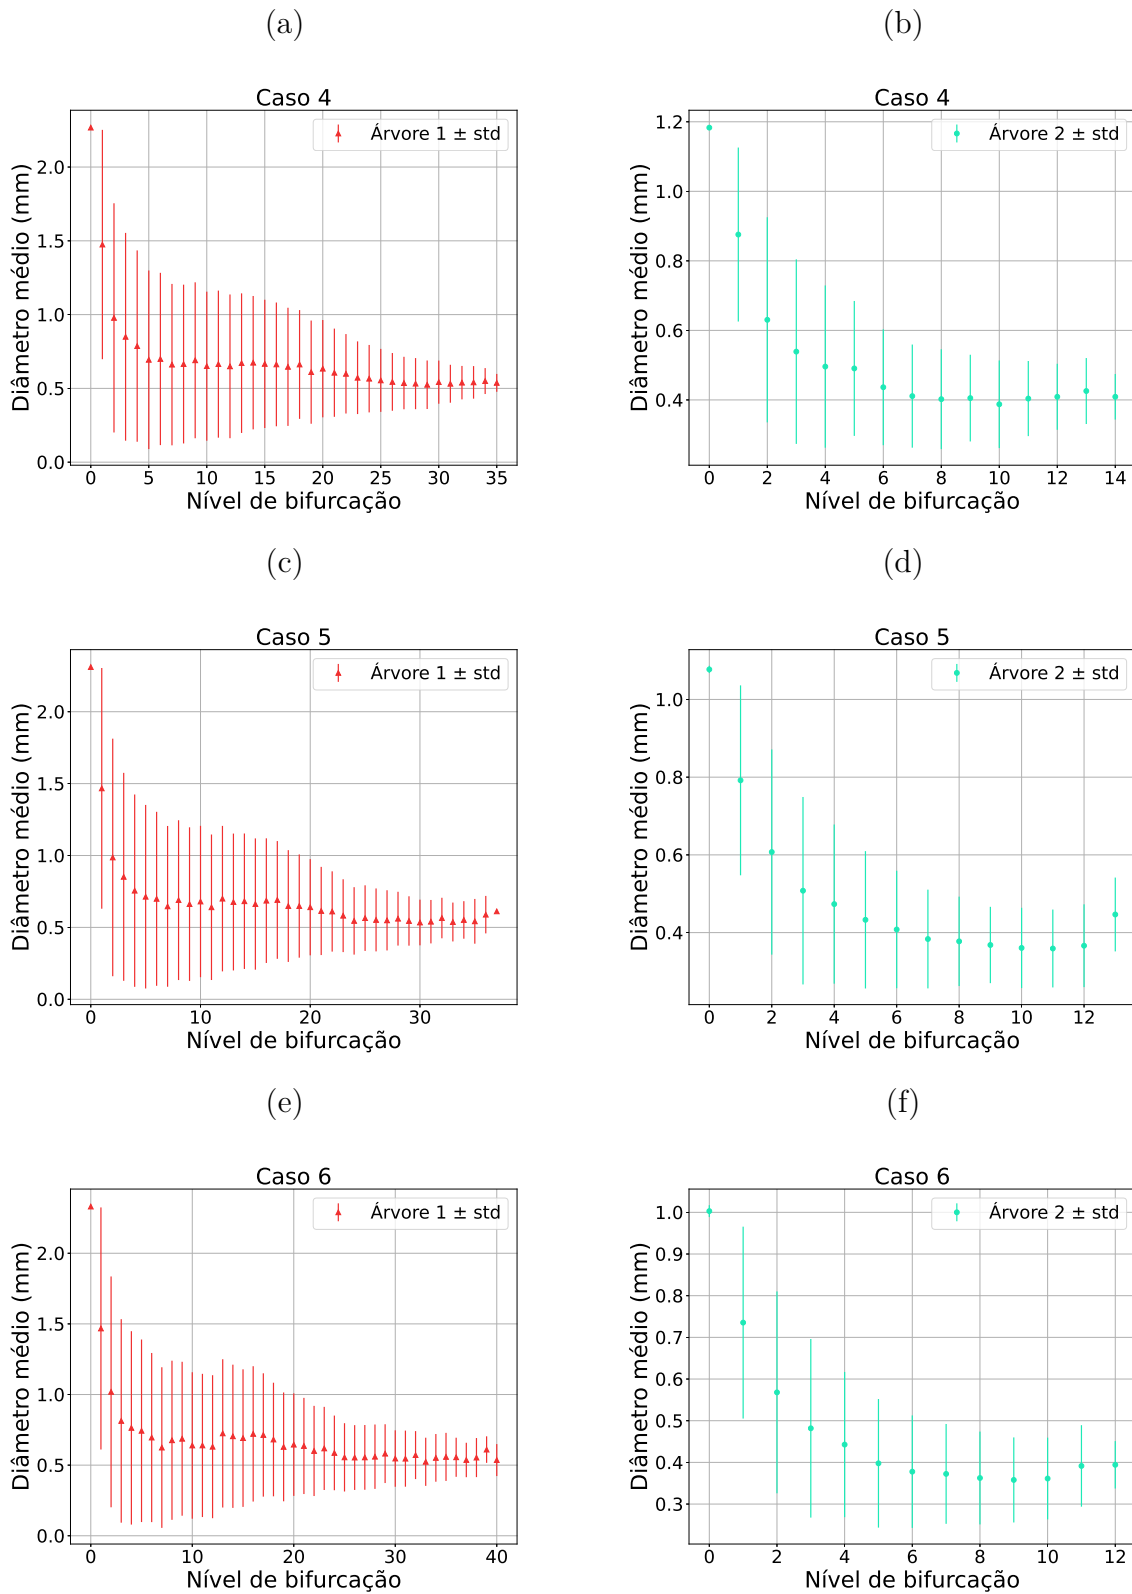 (a)
(b)
Caso 4
Árvore 1 ± std
Diâmetro médio (mm)
2.0
1.5
1.0
0.5
0.0
0 5 10 15 20 25 30 35
Nível de bifurcação
Caso 4
Árvore 2 ± std
Diâmetro médio (mm)
1.2
1.0
0.8
0.6
0.4
0 2 4 6 8 10 12 14
Nível de bifurcação
(c)
(d)
Caso 5
Árvore 1 ± std
Diâmetro médio (mm)
2.0
1.5
1.0
0.5
0.0
0 10 20 30
Nível de bifurcação
Caso 5
Árvore 2 ± std
Diâmetro médio (mm)
1.0
0.8
0.6
0.4
0 2 4 6 8 10 12
Nível de bifurcação
(e)
(f)
Caso 6
Árvore 1 ± std
Diâmetro médio (mm)
2.0
1.5
1.0
0.5
0.0
0 10 20 30 40
Nível de bifurcação
Caso 6
Árvore 2 ± std
Diâmetro médio (mm)
1.0
0.9
0.8
0.7
0.6
0.5
0.4
0.3
0 2 4 6 8 10 12
Nível de bifurcação